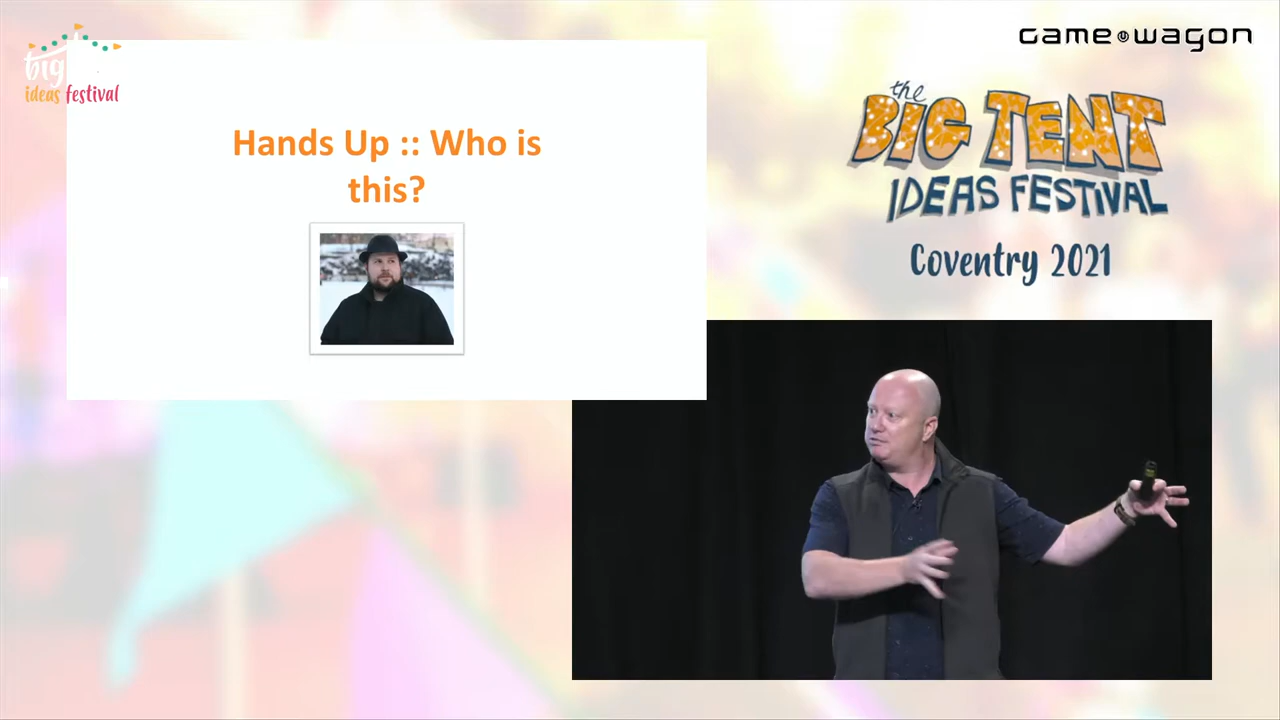 big
ideas festival
Hands Up :: Who is
this?
game wagon
the
BIG TENT
IDEAS FESTIVAL
Coventry 2021